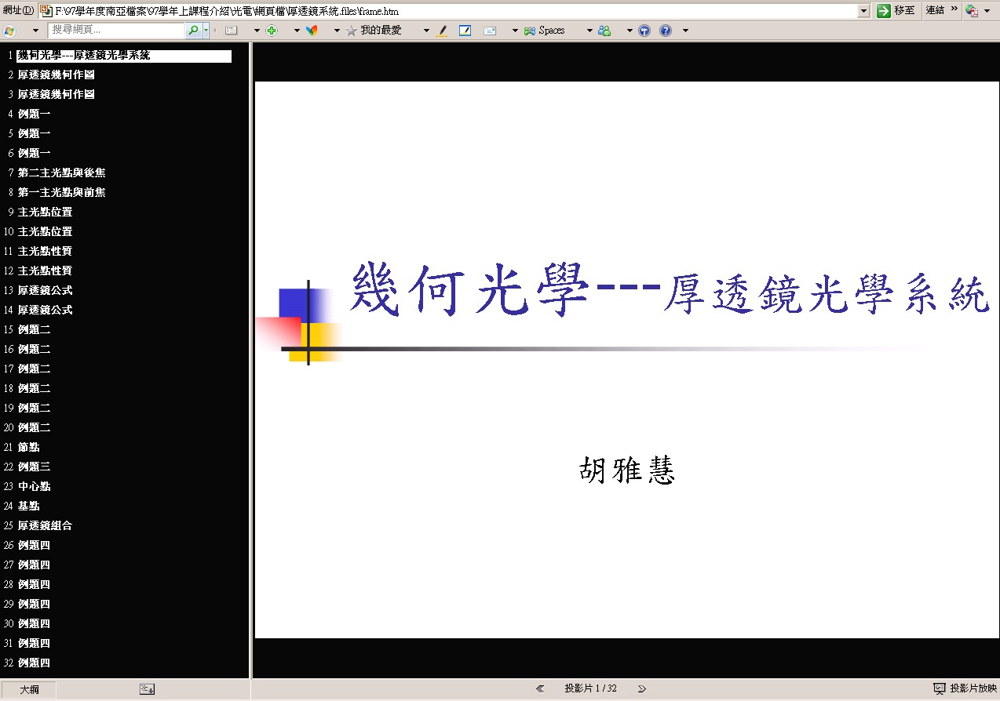 網址(D) F:\97學年度南亞檔案\97學年上課程介紹\光電\網頁檔\厚透鏡系統.files\frame.htm 移至 連結 »
搜尋網頁... 我的最愛 Spaces
1 幾何光學---厚透鏡光學系統
2 厚透鏡幾何作圖
3 厚透鏡幾何作圖
4 例題一
5 例題一
6 例題一
7 第二主光點與後焦
8 第一主光點與前焦
9 主光點位置
10 主光點位置
11 主光點性質
12 主光點性質
13 厚透鏡公式
14 厚透鏡公式
15 例題二
16 例題二
17 例題二
18 例題二
19 例題二
20 例題二
21 節點
22 例題三
23 中心點
24 基點
25 厚透鏡組合
26 例題四
27 例題四
28 例題四
29 例題四
30 例題四
31 例題四
32 例題四
幾何光學---厚透鏡光學系統
胡雅慧
大綱 投影片 1 / 32 投影片放映